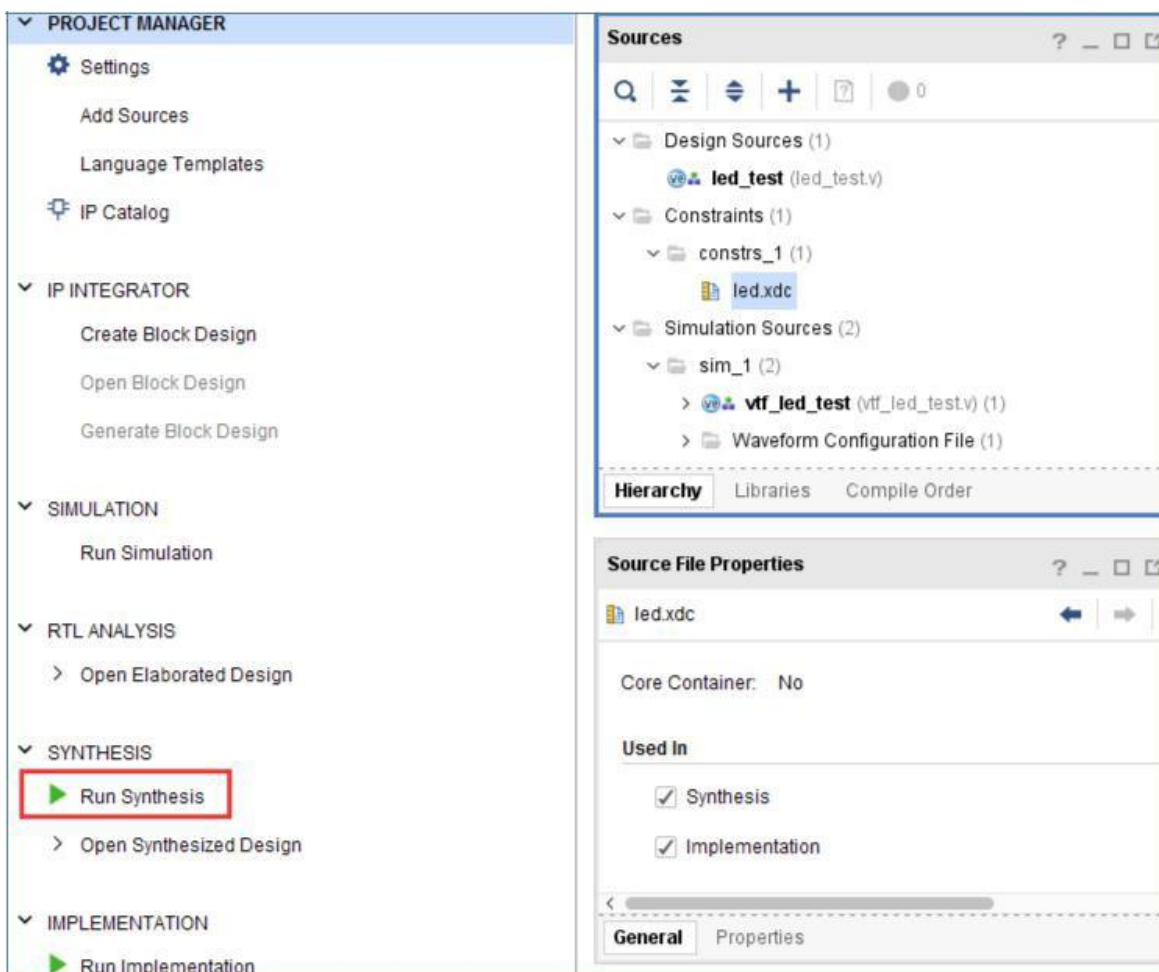 PROJECT MANAGER
Settings
Add Sources
Language Templates
IP Catalog
IP INTEGRATOR
Create Block Design
Open Block Design
Generate Block Design
SIMULATION
Run Simulation
RTL ANALYSIS
Open Elaborated Design
SYNTHESIS
Run Synthesis
Open Synthesized Design
IMPLEMENTATION
Run Implementation
Sources
0
Design Sources (1)
led_test (led_test.v)
Constraints (1)
constrs_1 (1)
led.xdc
Simulation Sources (2)
sim_1 (2)
vtf_led_test (vtf_led_test.v) (1)
Waveform Configuration File (1)
Hierarchy Libraries Compile Order
Source File Properties
led.xdc
Core Container: No
Used In
Synthesis
Implementation
General Properties